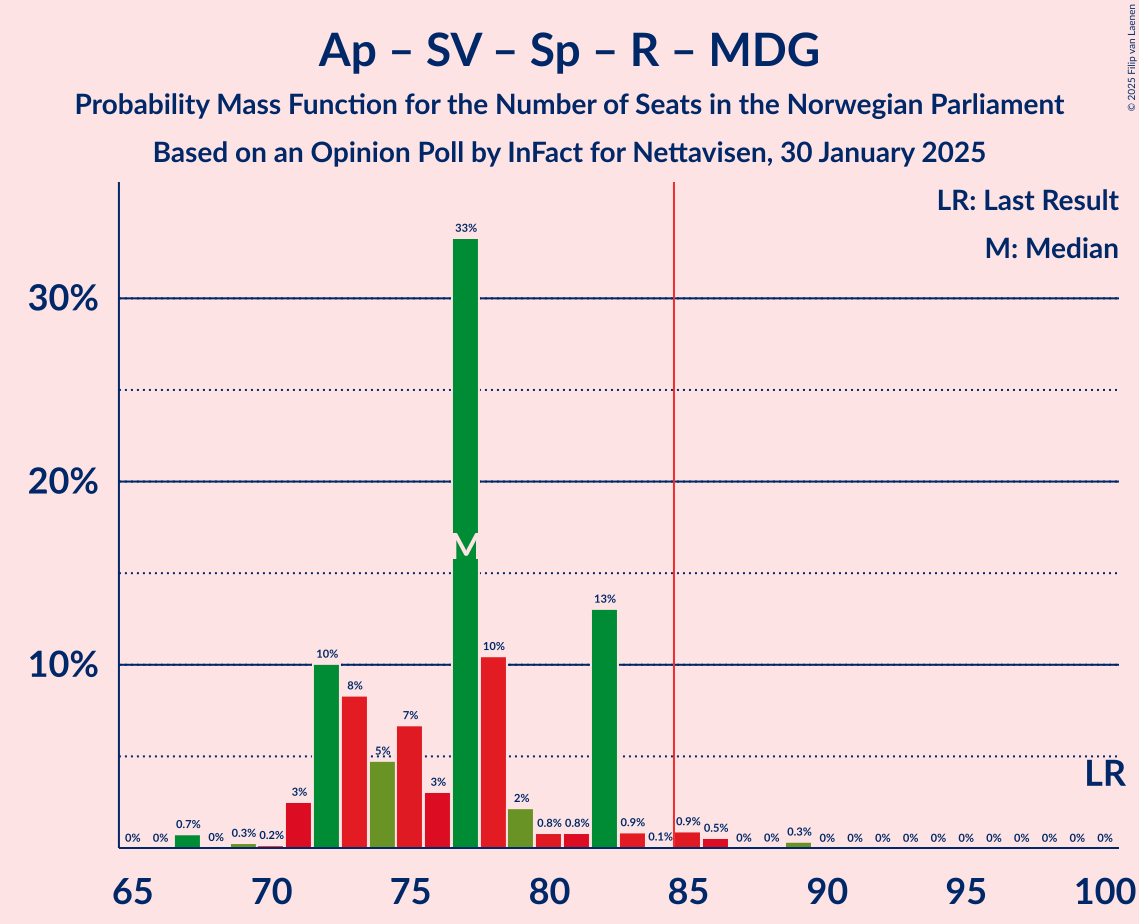 Ap – SV – Sp – R – MDG
Probability Mass Function for the Number of Seats in the Norwegian Parliament
Based on an Opinion Poll by InFact for Nettavisen, 30 January 2025
© 2025 Filip van Laenen
LR: Last Result
M: Median
30%
20%
10%
0% 0% 0.7% 0% 0.3% 0.2% 3% 10% 8% 5% 7% 3% 33% 10% 2% 0.8% 0.8% 13% 0.9% 0.1% 0.9% 0.5% 0% 0% 0.3% 0% 0% 0% 0% 0% 0% 0% 0% 0% 0% 0%
M
LR
65 70 75 80 85 90 95 100